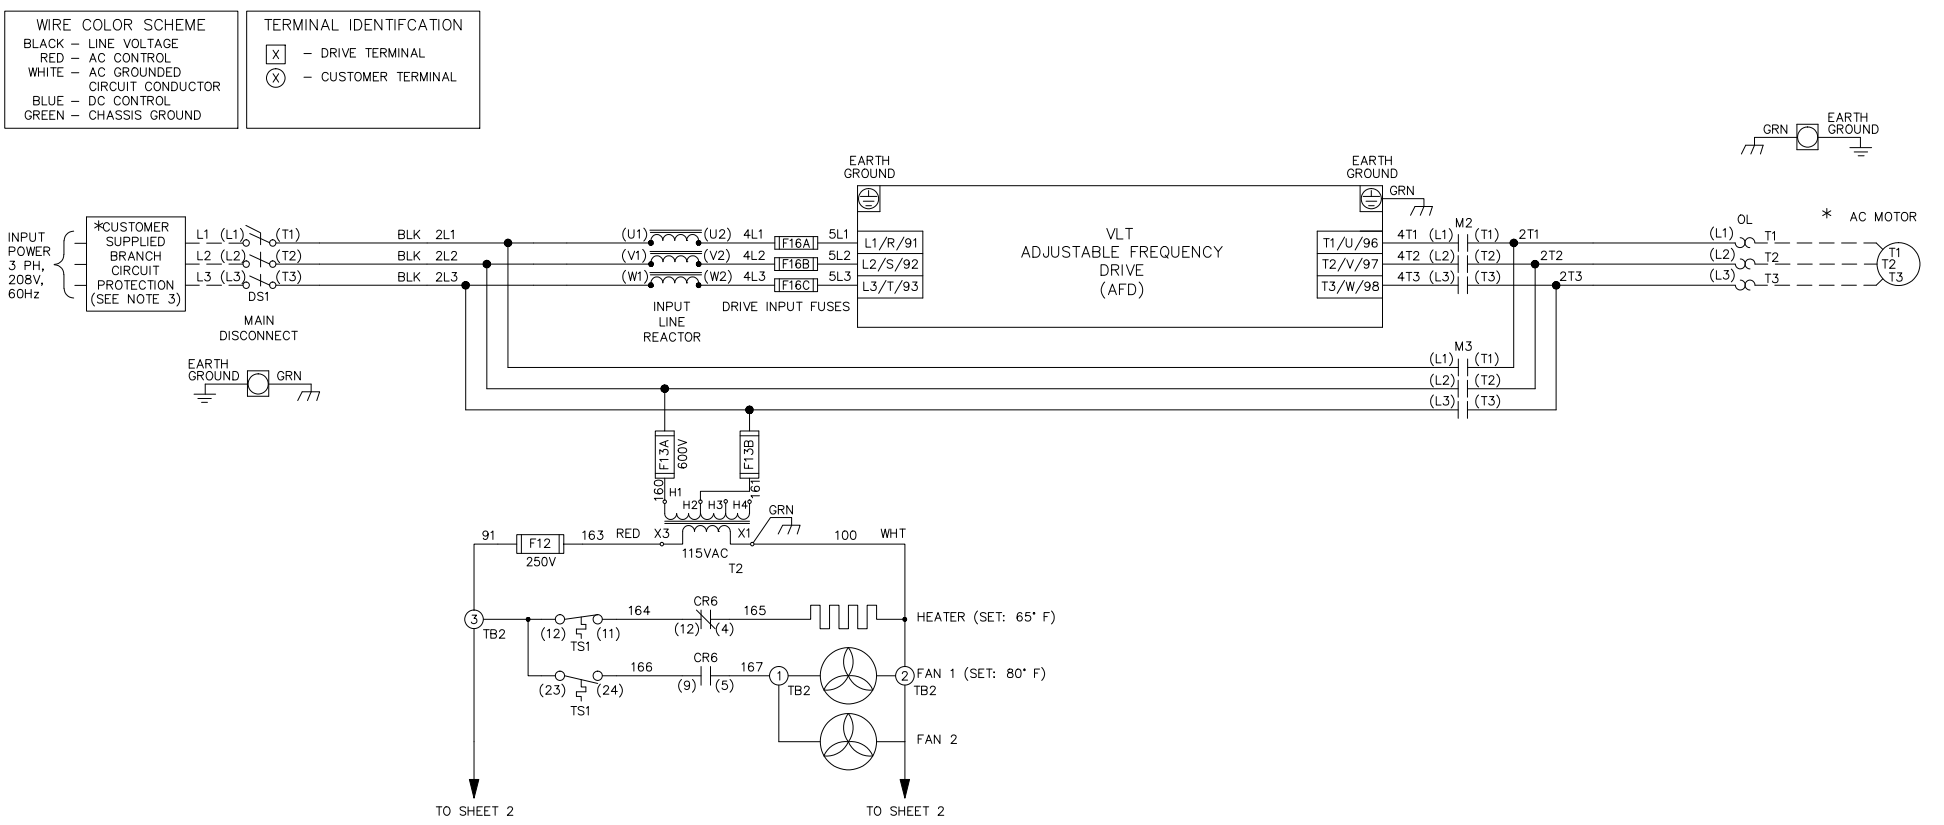 WIRE COLOR SCHEME
BLACK – LINE VOLTAGE
RED – AC CONTROL
WHITE – AC GROUNDED
CIRCUIT CONDUCTOR
BLUE – DC CONTROL
GREEN – CHASSIS GROUND
TERMINAL IDENTIFCATION
X – DRIVE TERMINAL
X – CUSTOMER TERMINAL
GRN
EARTH
GROUND
INPUT
POWER
3 PH,
208V,
60Hz
*CUSTOMER
SUPPLIED
BRANCH
CIRCUIT
PROTECTION
(SEE NOTE 3)
L1 (L1) (T1)
L2 (L2) (T2)
L3 (L3) (T3)
DS1
MAIN
DISCONNECT
EARTH
GROUND
GRN
BLK 2L1
BLK 2L2
BLK 2L3
(U1) (U2) 4L1 F16A 5L1
(V1) (V2) 4L2 F16B 5L2
(W1) (W2) 4L3 F16C 5L3
INPUT
LINE
REACTOR
DRIVE INPUT FUSES
EARTH
GROUND
L1/R/91
L2/S/92
L3/T/93
VLT
ADJUSTABLE FREQUENCY
DRIVE
(AFD)
EARTH
GROUND
GRN
T1/U/96
T2/V/97
T3/W/98
M2
4T1 (L1) (T1) 2T1
4T2 (L2) (T2) 2T2
4T3 (L3) (T3) 2T3
M3
(L1) (T1)
(L2) (T2)
(L3) (T3)
OL
(L1) T1
(L2) T2
(L3) T3
* AC MOTOR
T1
T2
T3
F13A
600V
F13B
160
161
H1
H2 H3 H4
GRN
91 F12 163 RED X3 X1 100 WHT
250V
115VAC
T2
3
TB2
(12) (11)
TS1
164
CR6
(12) (4)
165
HEATER (SET: 65° F)
(23) (24)
TS1
166
CR6
(9) (5)
167
1
TB2
2
TB2
FAN 1 (SET: 80° F)
FAN 2
TO SHEET 2
TO SHEET 2